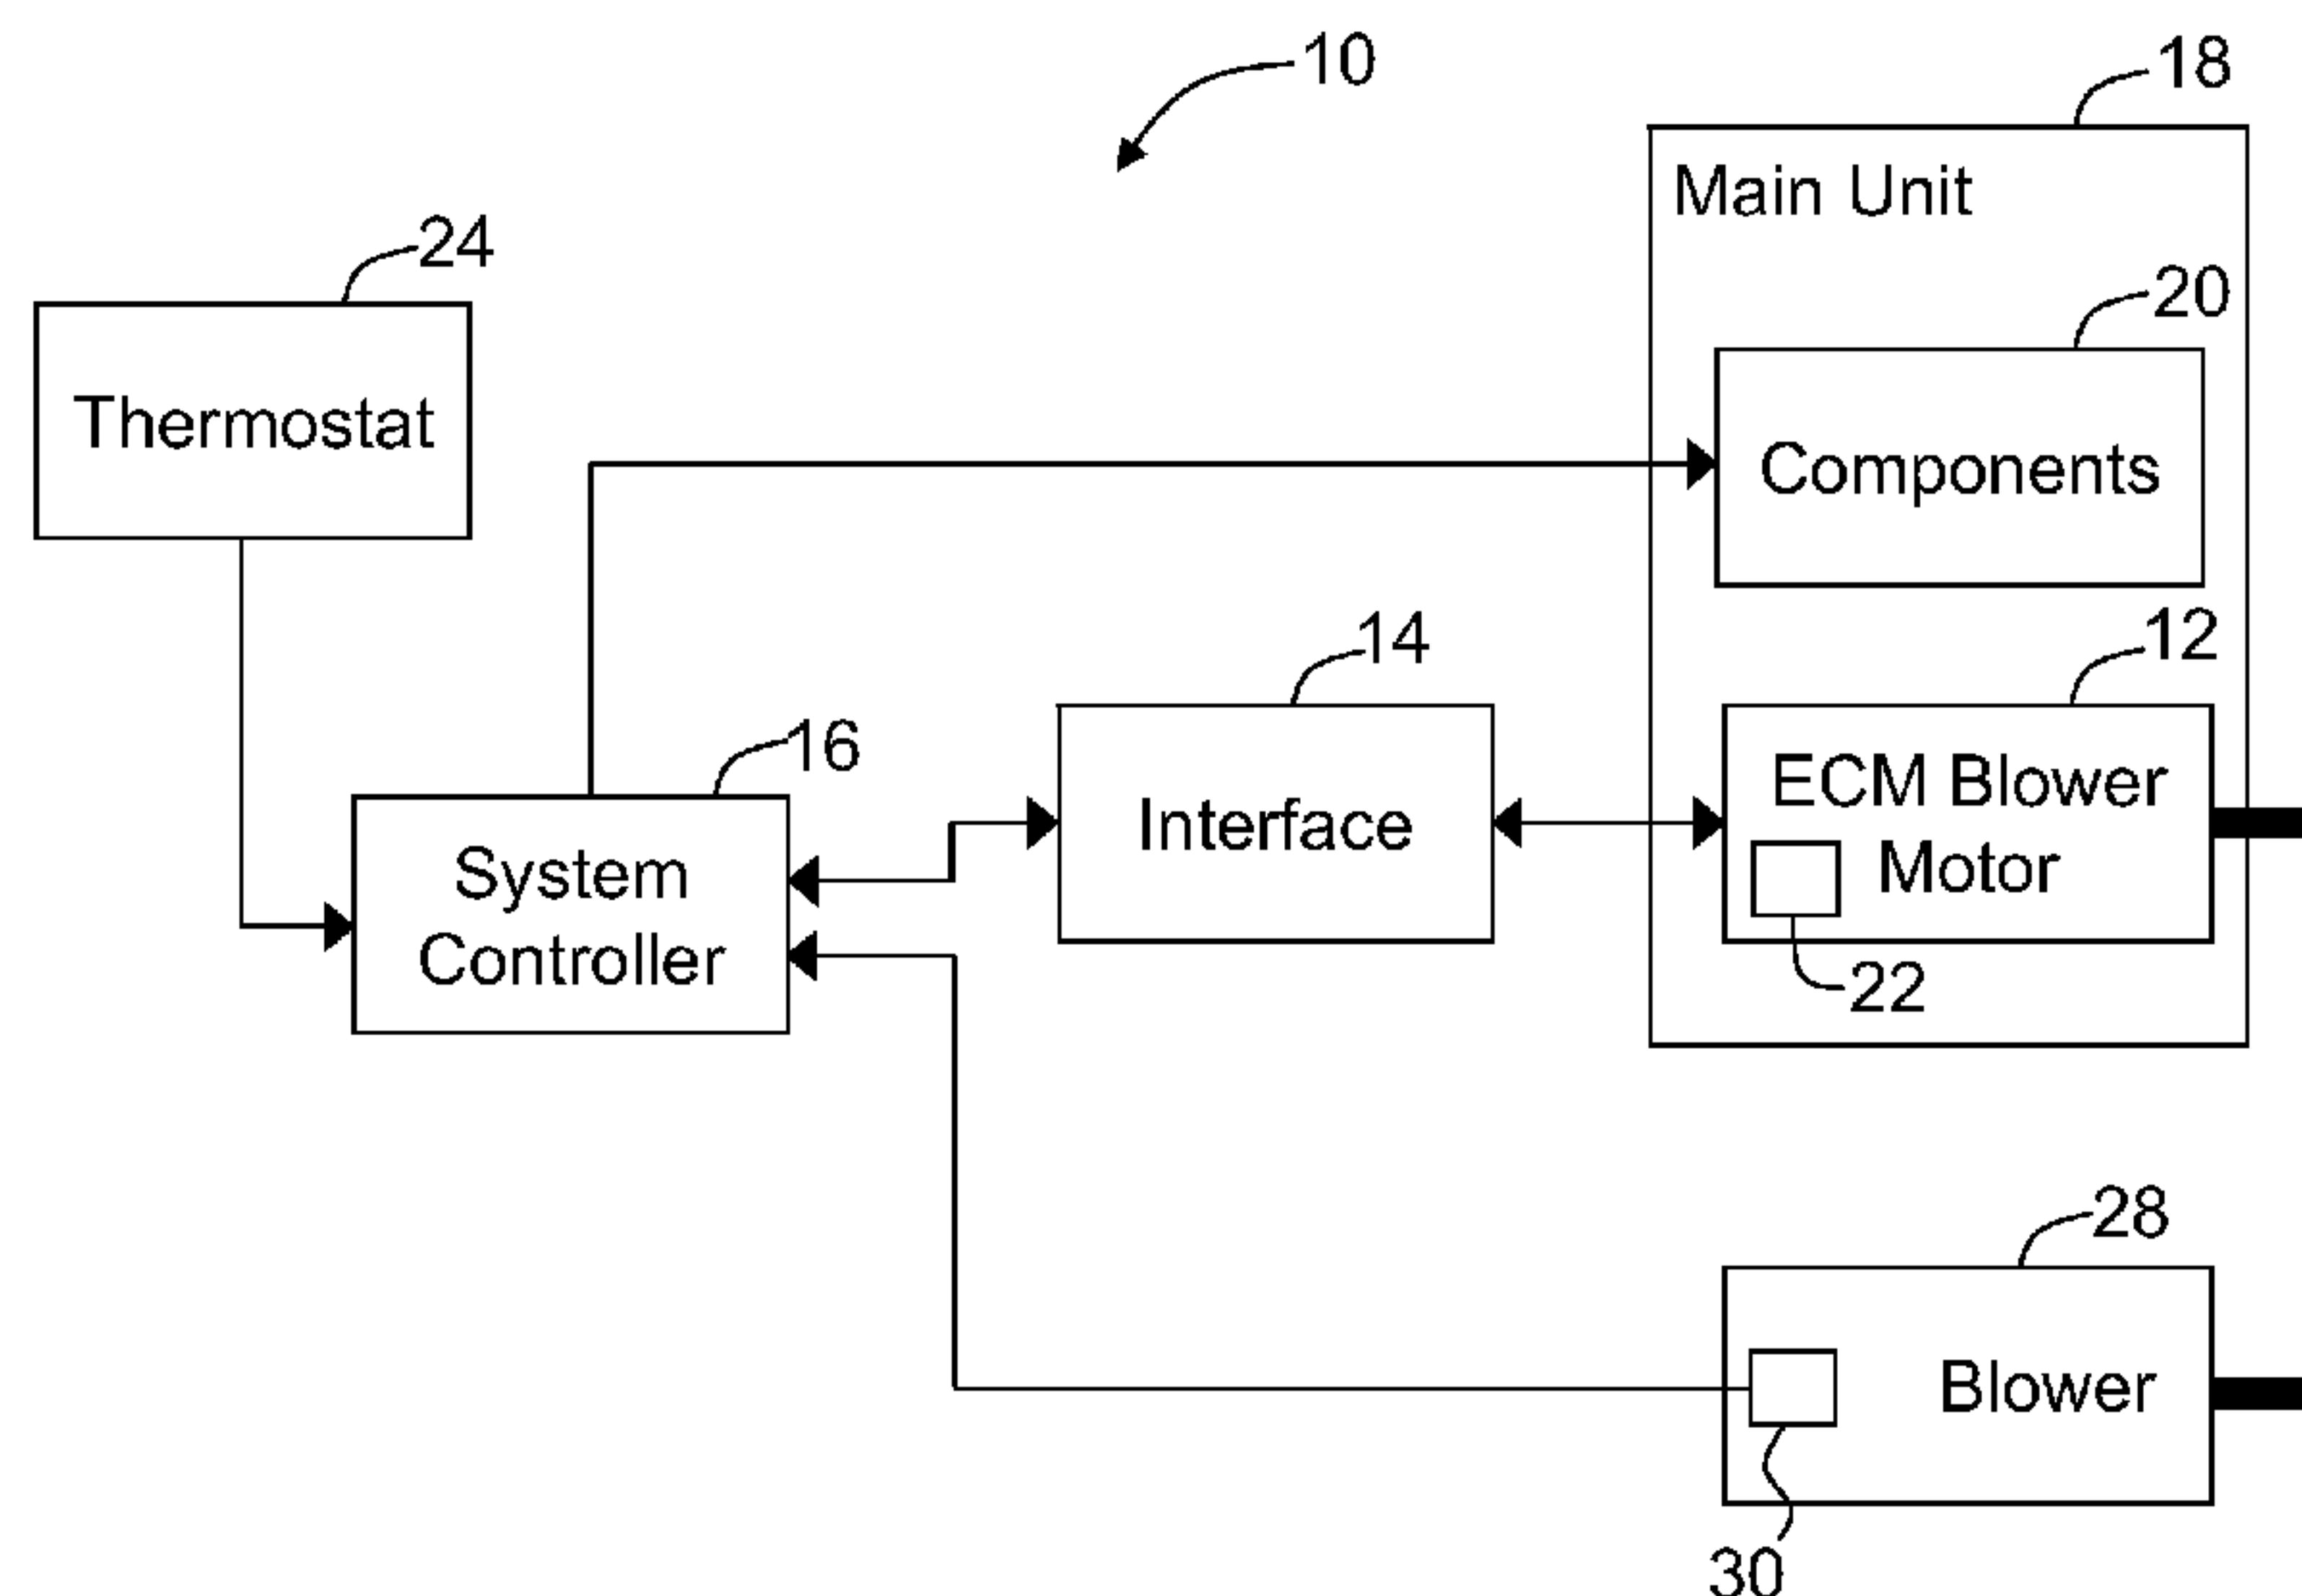 10
18
Main Unit
24
20
Thermostat
Components
14
12
16
Interface
ECM Blower
Motor
System
Controller
22
28
Blower
30